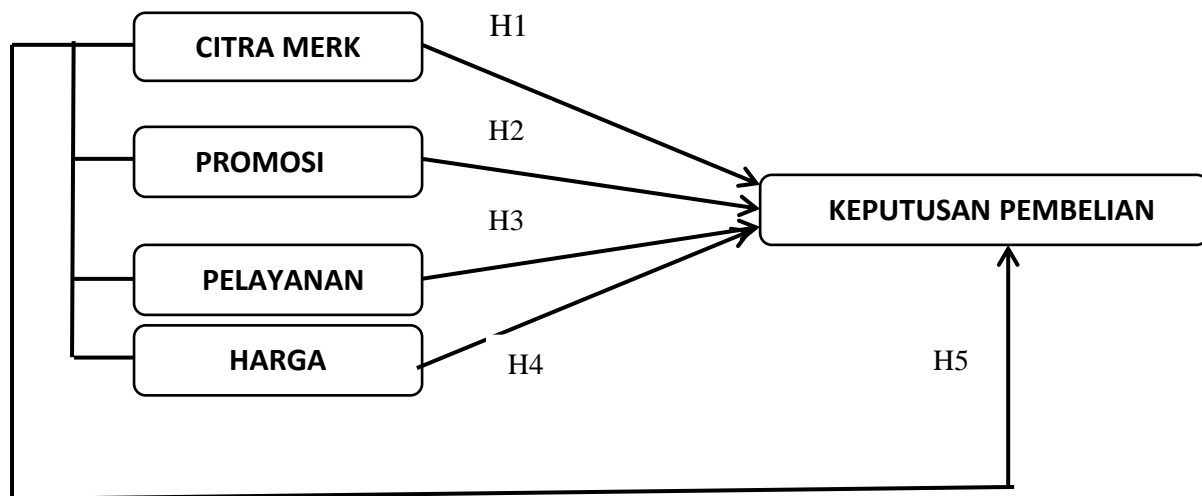 CITRA MERK
H1
PROMOSI
H2
KEPUTUSAN PEMBELIAN
H3
PELAYANAN
HARGA
H4
H5